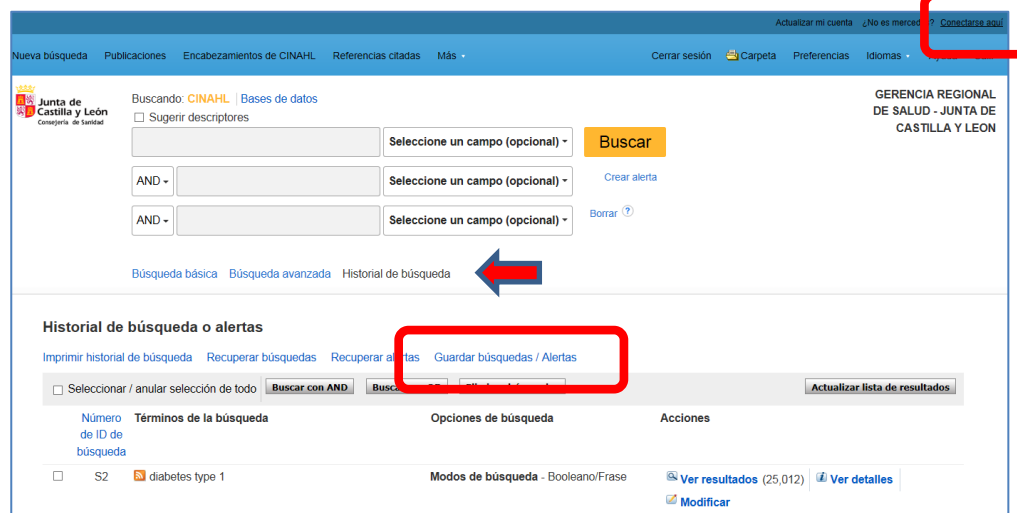 Actualizar mi cuenta ¿No es merced ? Conectarse aquí
Nueva búsqueda Publicaciones Encabezamientos de CINAHL Referencias citadas Más Cerrar sesión Carpeta Preferencias Idiomas
Junta de
Castilla y León
Consejería de Sanidad
Buscando: CINAHL | Bases de datos
Sugerir descriptores
GERENCIA REGIONAL
DE SALUD - JUNTA DE
CASTILLA Y LEON
Seleccione un campo (opcional) Buscar
AND Seleccione un campo (opcional) Crear alerta
AND Seleccione un campo (opcional) Borrar ?
Búsqueda básica Búsqueda avanzada Historial de búsqueda
Historial de búsqueda o alertas
Imprimir historial de búsqueda Recuperar búsquedas Recuperar alertas Guardar búsquedas / Alertas
Seleccionar / anular selección de todo Buscar con AND Actualizar lista de resultados
Número Términos de la búsqueda Opciones de búsqueda Acciones
de ID de
búsqueda
S2 diabetes type 1 Modos de búsqueda - Booleano/Frase Ver resultados (25,012) Ver detalles
Modificar